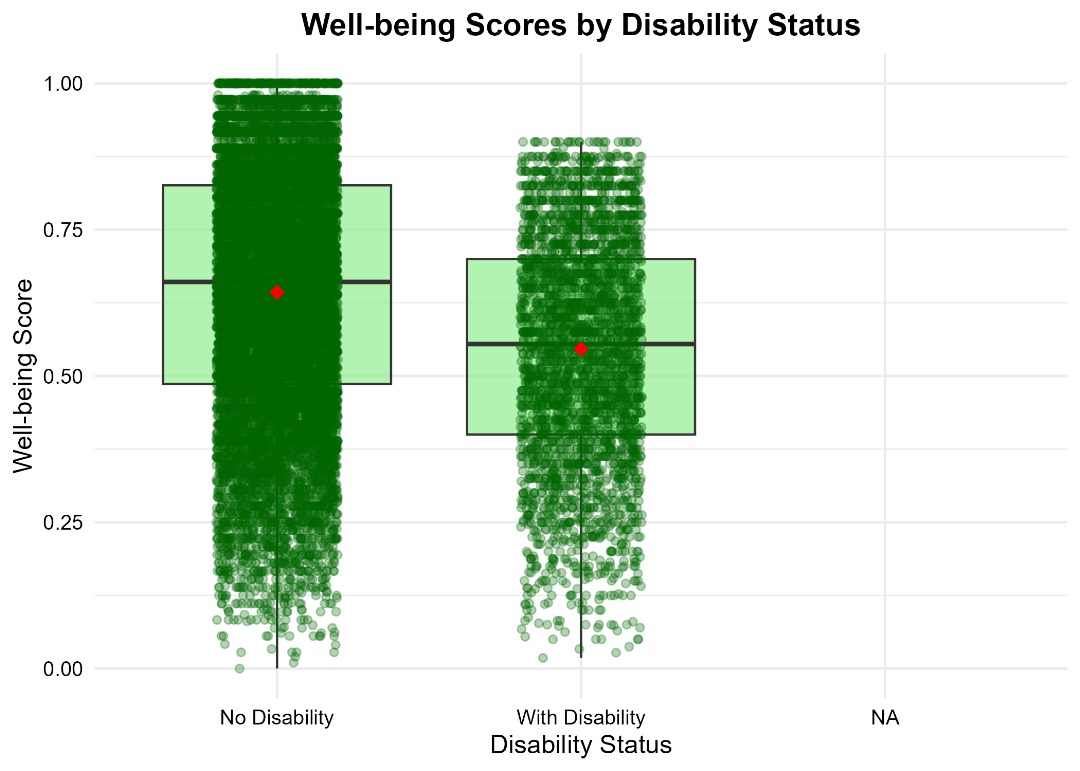 Well-being Scores by Disability Status
Well-being Score
1.00
0.75
0.50
0.25
0.00
No Disability
With Disability
NA
Disability Status